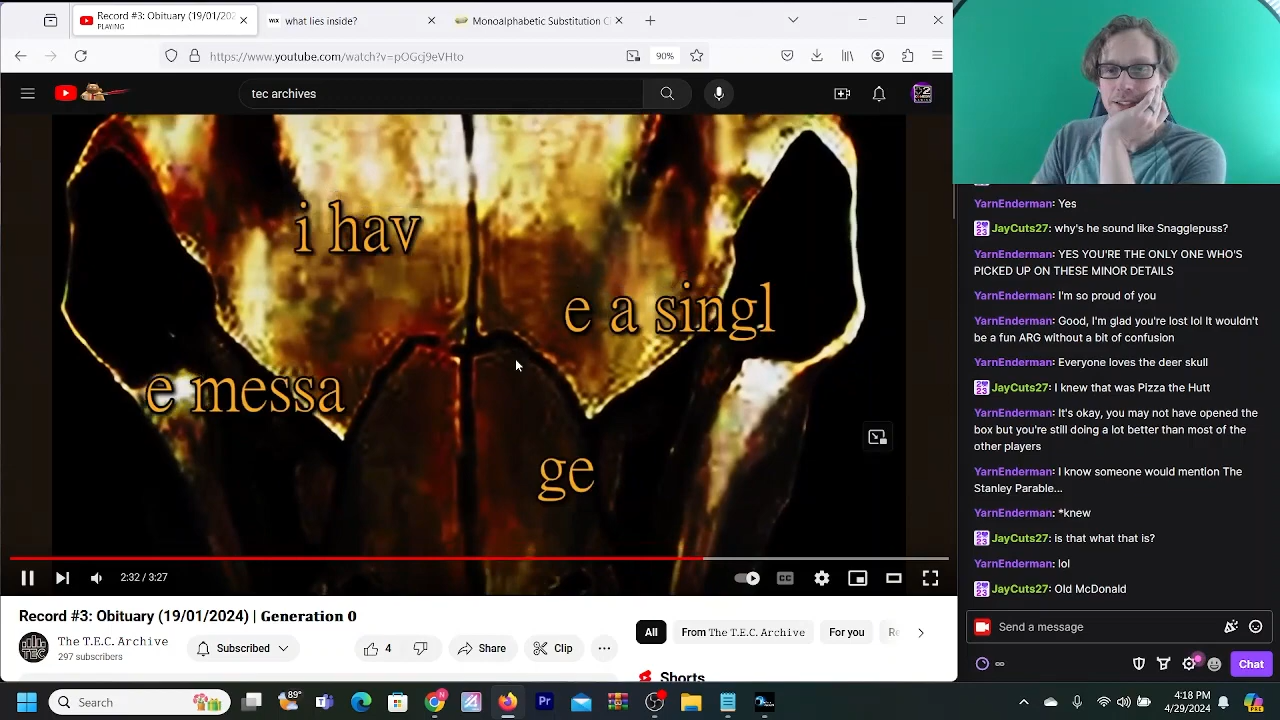 Record #3: Obituary (19/01/202
PLAYING
what lies inside?
Monoalphabetic Substitution C
https://www.youtube.com/watch?v=pOGgj9eVHto
90%
tec archives
i hav
e a singl
e messa
ge
2:32 / 3:27
CC
Record #3: Obituary (19/01/2024) | Generation 0
The T.E.C. Archive
297 subscribers
Subscribed
4
Share
Clip
All
From The T.E.C. Archive
For you
Re
Shorts
YarnEnderman: Yes
JayCuts27: why's he sound like Snagglepuss?
YarnEnderman: YES YOU'RE THE ONLY ONE WHO'S
PICKED UP ON THESE MINOR DETAILS
YarnEnderman: I'm so proud of you
YarnEnderman: Good, I'm glad you're lost lol It wouldn't
be a fun ARG without a bit of confusion
YarnEnderman: Everyone loves the deer skull
JayCuts27: I knew that was PIzza the Hutt
YarnEnderman: It's okay, you may not have opened the
box but you're still doing a lot better than most of the
other players
YarnEnderman: I know someone would mention The
Stanley Parable...
YarnEnderman: *knew
JayCuts27: is that what that is?
YarnEnderman: lol
JayCuts27: Old McDonald
Send a message
Chat
Search
89°
4:18 PM
4/29/2024